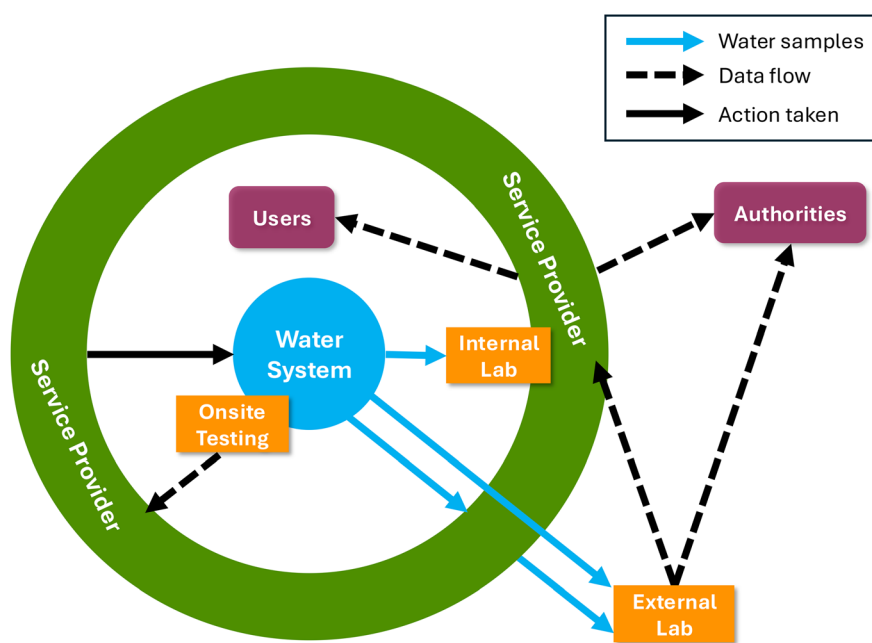 Water samples
Data flow
Action taken
Service Provider
Users
Authorities
Water
System
Internal
Lab
Onsite
Testing
Service Provider
External
Lab